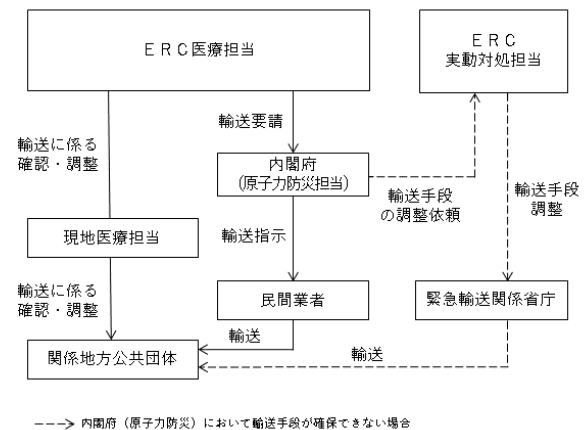 ＥＲＣ医療担当
ＥＲＣ
実動対処担当
輸送要請
輸送に係る
確認・調整
内閣府
(原子力防災担当)
輸送手段
の調整依頼
輸送手段
調整
現地医療担当
輸送指示
輸送に係る
確認・調整
民間業者
緊急輸送関係省庁
輸送
関係地方公共団体
輸送
---> 内閣府（原子力防災）において輸送手段が確保できない場合